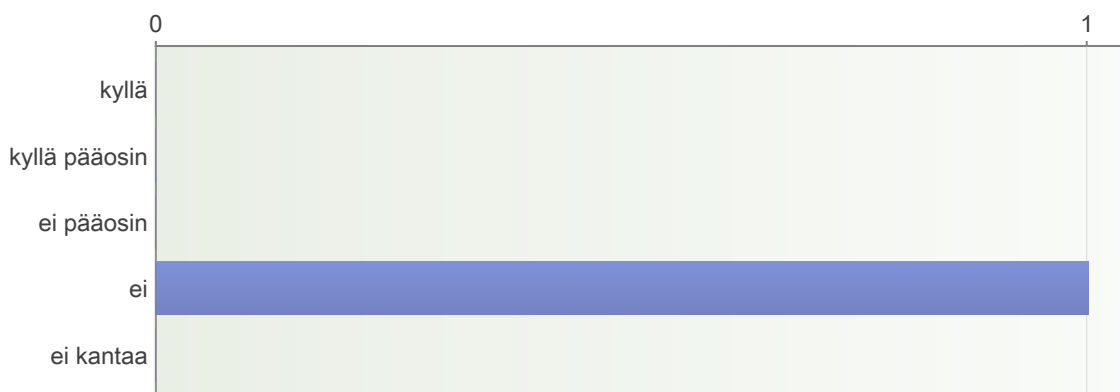 0 1
kyllä
kyllä pääosin
ei pääosin
ei
ei kantaa